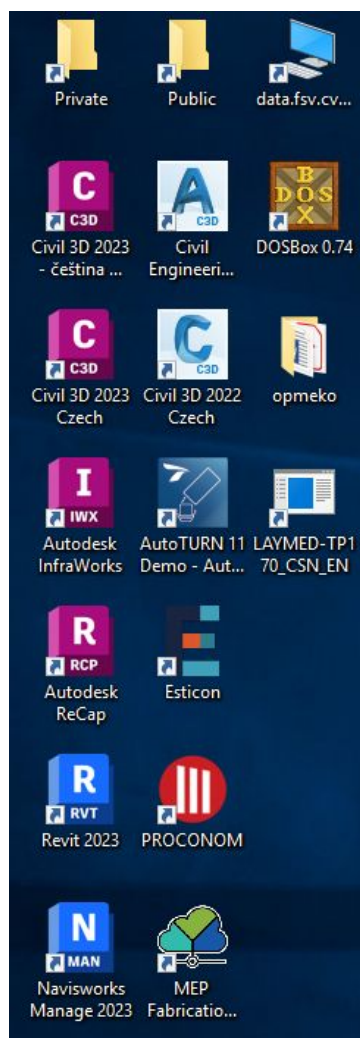 Private
Public
data.fsv.cv...
C
C3D
Civil 3D 2023
- čeština ...
C3D
Civil
Engineeri...
DOS
BOX
DOSBox 0.74
C
C3D
Civil 3D 2023
Czech
C3D
Civil 3D 2022
Czech
opmeko
I
IWX
Autodesk
InfraWorks
AutoTURN 11
Demo - Aut...
LAYMED-TP1
70_CSN_EN
R
RCP
Autodesk
ReCap
Esticon
R
RVT
Revit 2023
PROCONOM
N
MAN
Navisworks
Manage 2023
MEP
Fabricatio...